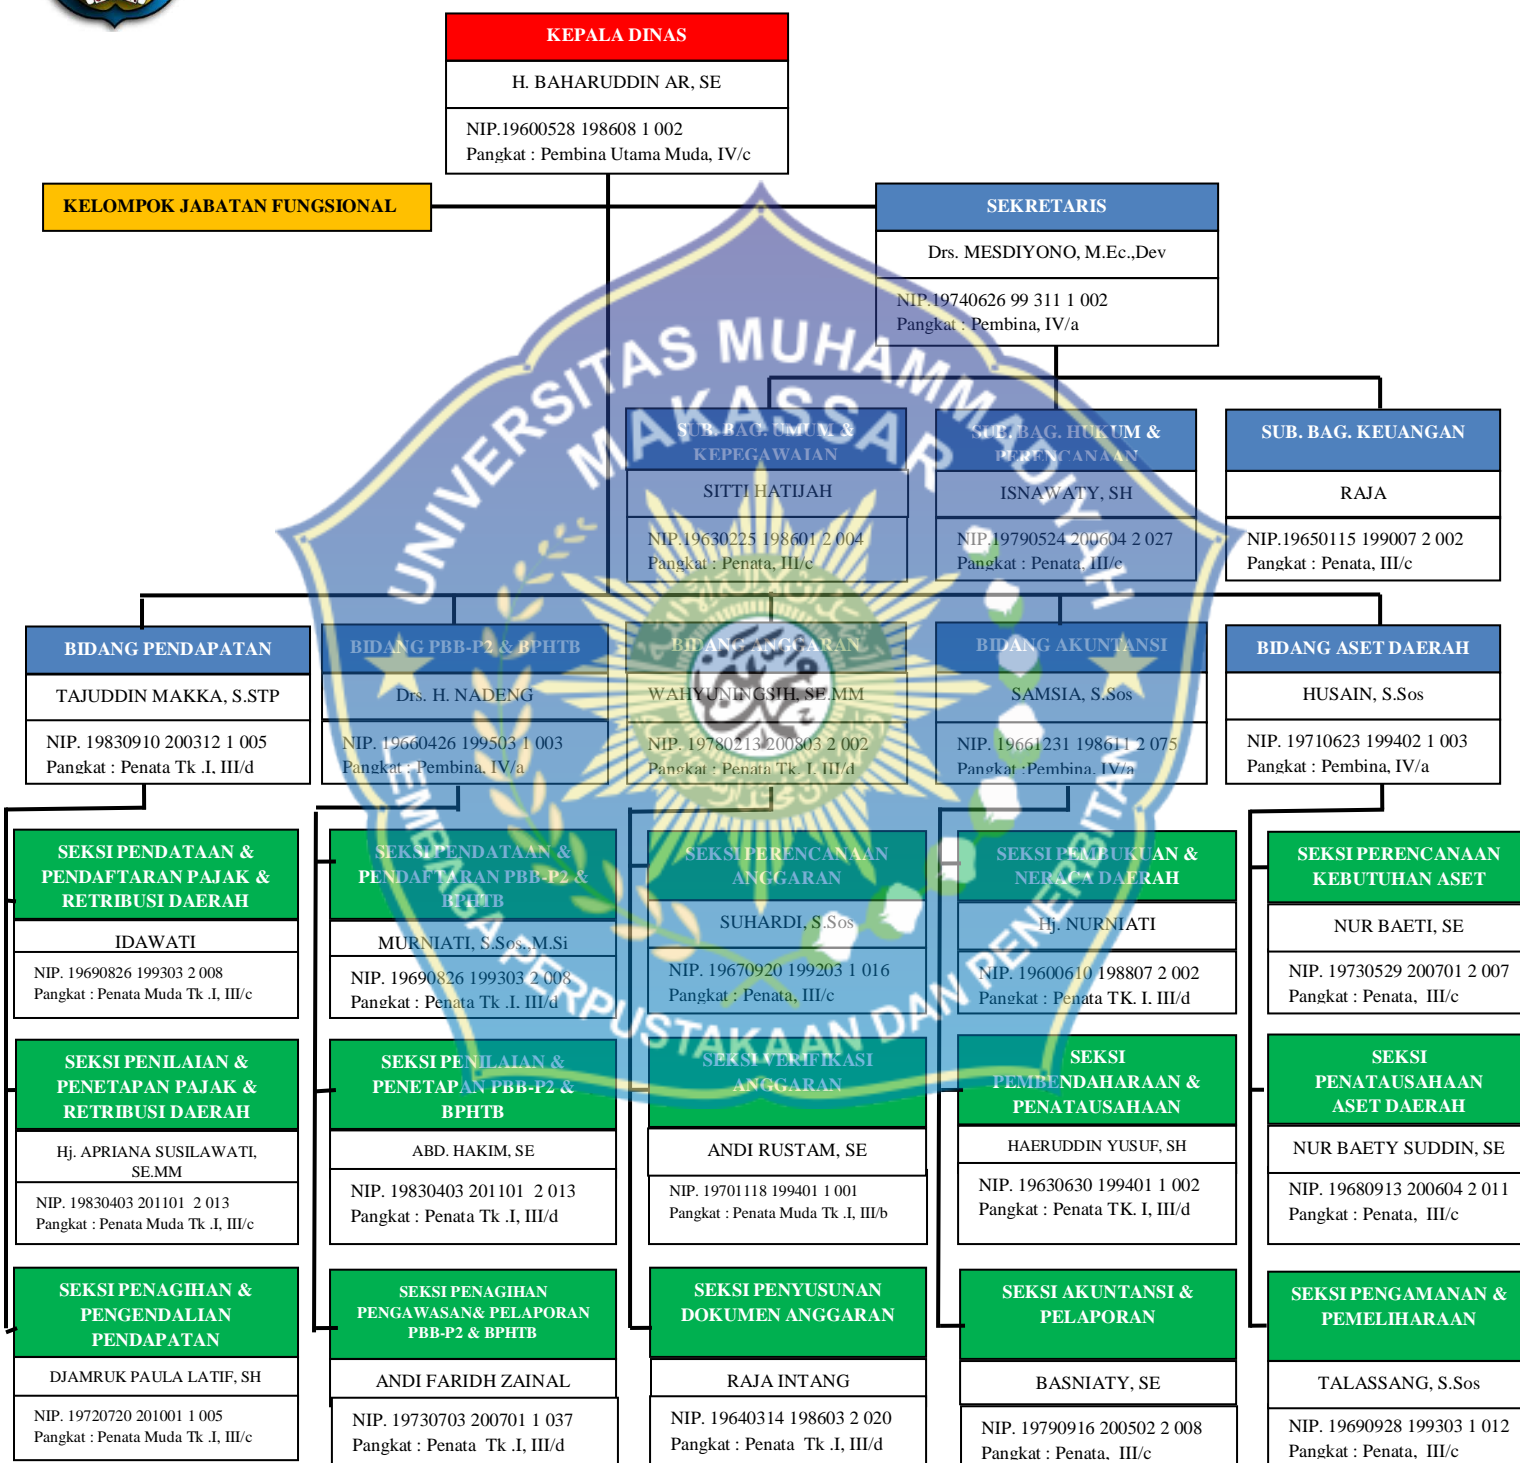 KEPALA DINAS
H. BAHARUDDIN AR, SE
NIP.19600528 198608 1 002
Pangkat : Pembina Utama Muda, IV/c
KELOMPOK JABATAN FUNGSIONAL
SEKRETARIS
Drs. MESDIYONO, M.Ec.,Dev
NIP.19740626 99 311 1 002
Pangkat : Pembina, IV/a
UNIVERSITAS MUHAMMADIYAH
MAKASSAR
LEMBAGA PERPUSTAKAAN DAN PENERBITAN
SUB. BAG. UMUM &
KEPEGAWAIAN
SITTI HATIJAH
NIP.19630225 198601 2 004
Pangkat : Penata, III/c
SUB. BAG. HUKUM &
PERENCANAAN
ISNAWATY, SH
NIP.19790524 200604 2 027
Pangkat : Penata, III/c
SUB. BAG. KEUANGAN
RAJA
NIP.19650115 199007 2 002
Pangkat : Penata, III/c
BIDANG PENDAPATAN
TAJUDDIN MAKKA, S.STP
NIP. 19830910 200312 1 005
Pangkat : Penata Tk .I, III/d
BIDANG PBB-P2 & BPHTB
Drs. H. NADENG
NIP. 19660426 199503 1 003
Pangkat : Pembina, IV/a
BIDANG ANGGARAN
WAHYUNINGSIH, SE.MM
NIP. 19780213 200803 2 002
Pangkat : Penata Tk. I, III/d
BIDANG AKUNTANSI
SAMSIA, S.Sos
NIP. 19661231 198611 2 075
Pangkat :Pembina, IV/a
BIDANG ASET DAERAH
HUSAIN, S.Sos
NIP. 19710623 199402 1 003
Pangkat : Pembina, IV/a
SEKSI PENDATAAN &
PENDAFTARAN PAJAK &
RETRIBUSI DAERAH
IDAWATI
NIP. 19690826 199303 2 008
Pangkat : Penata Muda Tk .I, III/c
SEKSI PENDATAAN &
PENDAFTARAN PBB-P2 &
BPHTB
MURNIATI, S.Sos.,M.Si
NIP. 19690826 199303 2 008
Pangkat : Penata Tk .I. III/d
SEKSI PERENCANAAN
ANGGARAN
SUHARDI, S.Sos
NIP. 19670920 199203 1 016
Pangkat : Penata, III/c
SEKSI PEMBUKUAN &
NERACA DAERAH
Hj. NURNIATI
NIP. 19600610 198807 2 002
Pangkat : Penata TK. I. III/d
SEKSI PERENCANAAN
KEBUTUHAN ASET
NUR BAETI, SE
NIP. 19730529 200701 2 007
Pangkat : Penata, III/c
SEKSI PENILAIAN &
PENETAPAN PAJAK &
RETRIBUSI DAERAH
Hj. APRIANA SUSILAWATI,
SE.MM
NIP. 19830403 201101 2 013
Pangkat : Penata Muda Tk .I, III/c
SEKSI PENILAIAN &
PENETAPAN PBB-P2 &
BPHTB
ABD. HAKIM, SE
NIP. 19830403 201101 2 013
Pangkat : Penata Tk .I, III/d
SEKSI VERIFIKASI
ANGGARAN
ANDI RUSTAM, SE
NIP. 19701118 199401 1 001
Pangkat : Penata Muda Tk .I, III/b
SEKSI
PEMBENDAHARAAN &
PENATAUSAHAAN
HAERUDDIN YUSUF, SH
NIP. 19630630 199401 1 002
Pangkat : Penata TK. I, III/d
SEKSI
PENATAUSAHAAN
ASET DAERAH
NUR BAETY SUDDIN, SE
NIP. 19680913 200604 2 011
Pangkat : Penata, III/c
SEKSI PENAGIHAN &
PENGENDALIAN
PENDAPATAN
DJAMRUK PAULA LATIF, SH
NIP. 19720720 201001 1 005
Pangkat : Penata Muda Tk .I, III/c
SEKSI PENAGIHAN
PENGAWASAN& PELAPORAN
PBB-P2 & BPHTB
ANDI FARIDH ZAINAL
NIP. 19730703 200701 1 037
Pangkat : Penata Tk .I, III/d
SEKSI PENYUSUNAN
DOKUMEN ANGGARAN
RAJA INTANG
NIP. 19640314 198603 2 020
Pangkat : Penata Tk .I, III/d
SEKSI AKUNTANSI &
PELAPORAN
BASNIATY, SE
NIP. 19790916 200502 2 008
Pangkat : Penata, III/c
SEKSI PENGAMANAN &
PEMELIHARAAN
TALASSANG, S.Sos
NIP. 19690928 199303 1 012
Pangkat : Penata, III/c